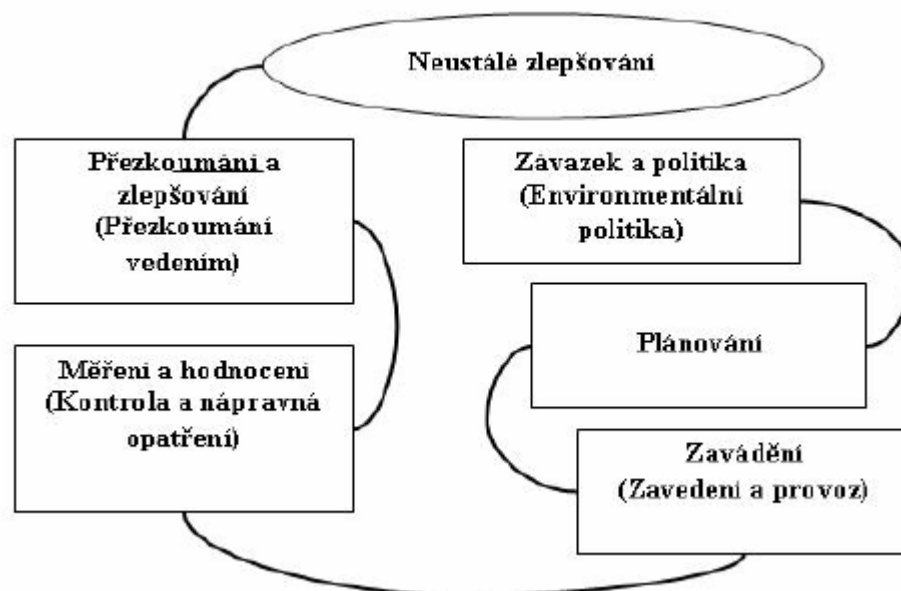 Neustálé zlepšování
Přezkoumání a
zlepšování
(Přezkoumání
vedením)
Závazek a politika
(Environmentální
politika)
Plánování
Měření a hodnocení
(Kontrola a nápravná
opatření)
Zavádění
(Zavedení a provoz)